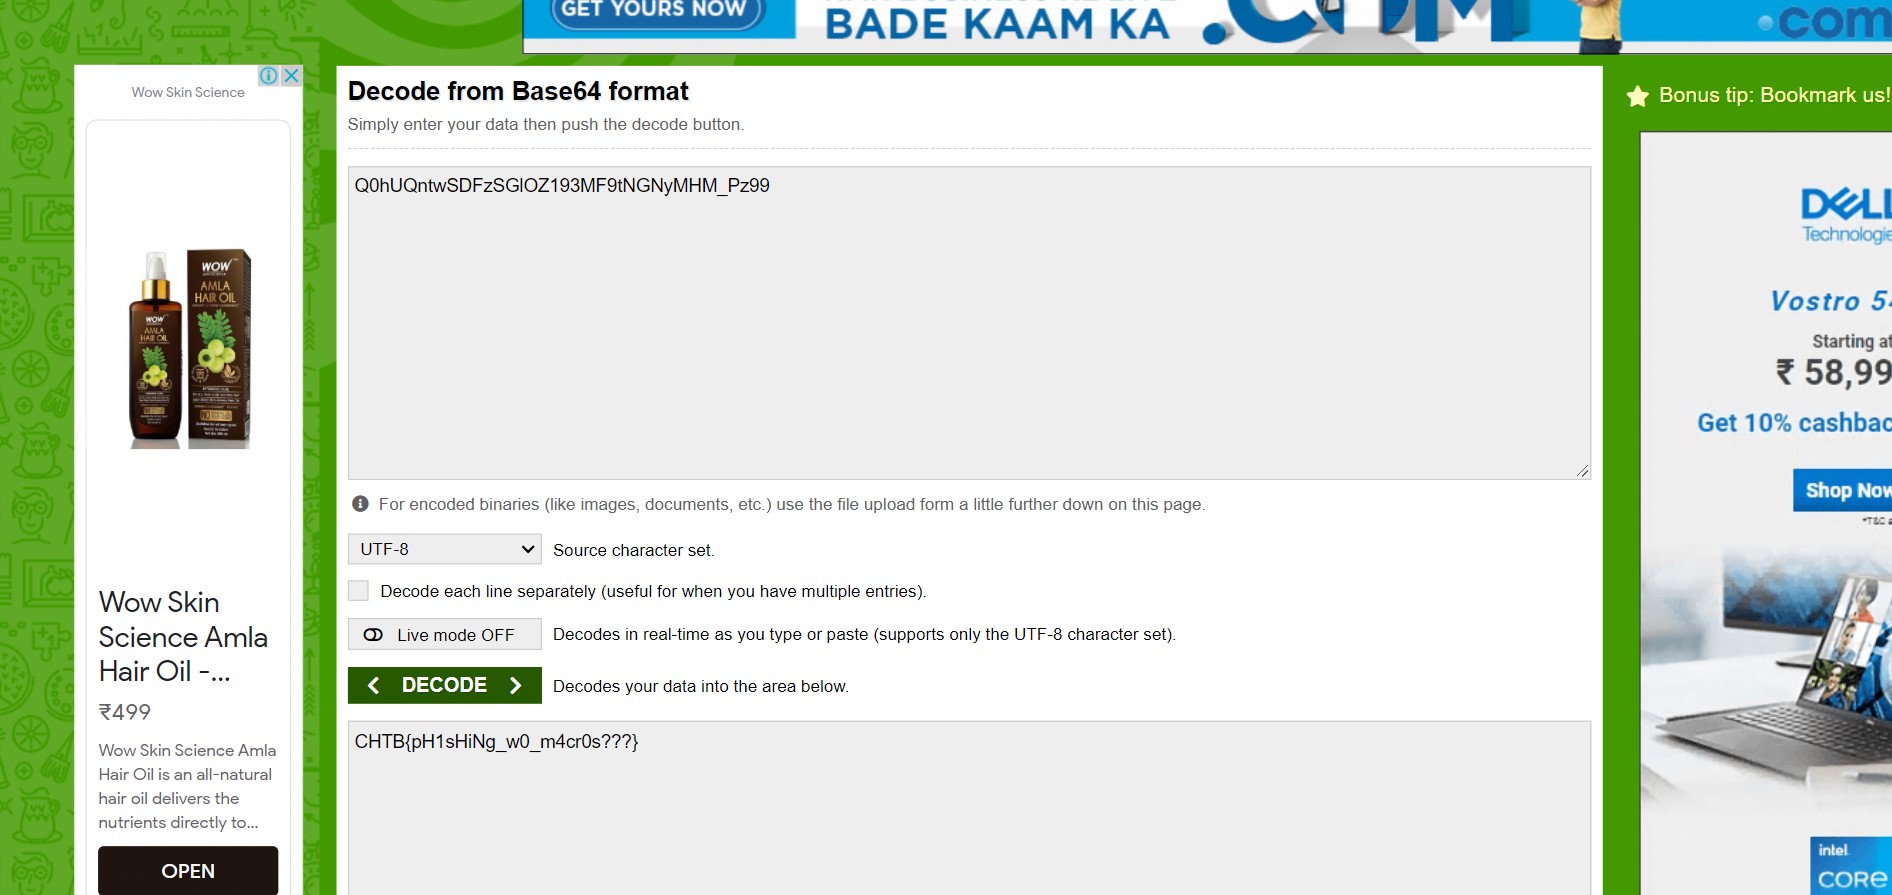 GET YOURS NOW
BADE KAAM KA
.COM
.com
Wow Skin Science
Decode from Base64 format
Simply enter your data then push the decode button.
Bonus tip: Bookmark us!
Q0hUQntwSDFzSGlOZ193MF9tNGNyMHM_Pz99
DELL
Technologie
WOW
AMLA
HAIR OIL
WOW
AMLA
HAIR OIL
Vostro 54
Starting at
₹ 58,99
Get 10% cashbac
Shop Now
*T&C a
For encoded binaries (like images, documents, etc.) use the file upload form a little further down on this page.
UTF-8
Source character set.
Decode each line separately (useful for when you have multiple entries).
Live mode OFF
Decodes in real-time as you type or paste (supports only the UTF-8 character set).
< DECODE >
Decodes your data into the area below.
CHTB{pH1sHiNg_w0_m4cr0s???}
Wow Skin
Science Amla
Hair Oil -...
₹499
Wow Skin Science Amla
Hair Oil is an all-natural
hair oil delivers the
nutrients directly to...
OPEN
intel
CORE